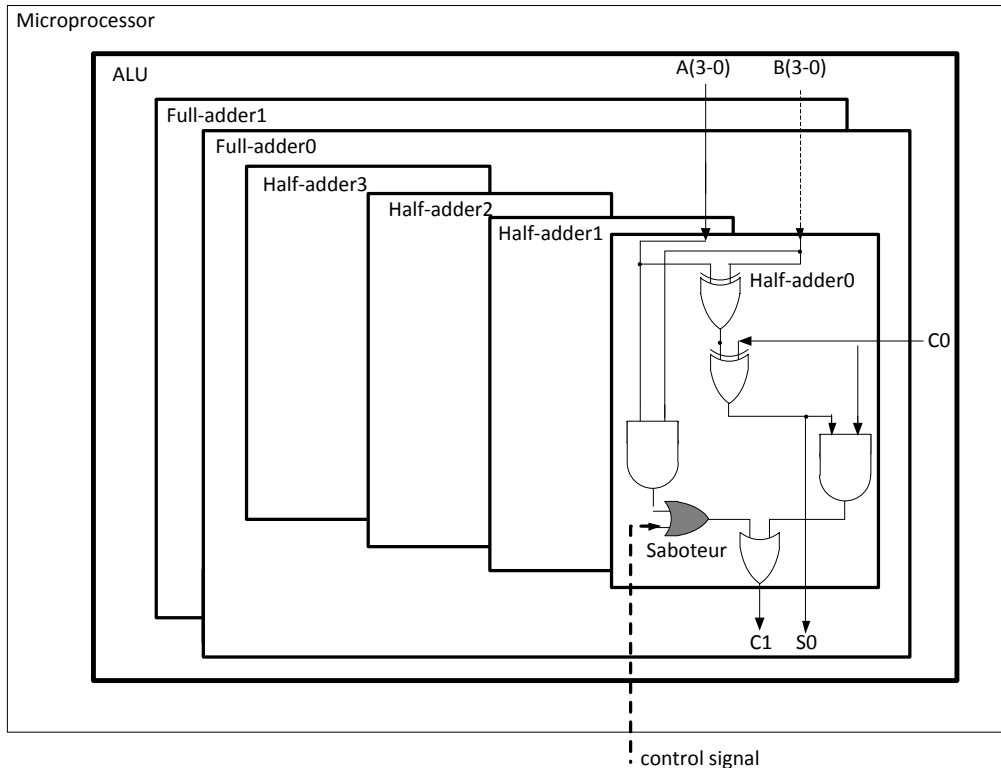 Microprocessor
ALU
A(3-0)
B(3-0)
Full-adder1
Full-adder0
Half-adder3
Half-adder2
Half-adder1
Half-adder0
C0
Saboteur
C1
S0
control signal